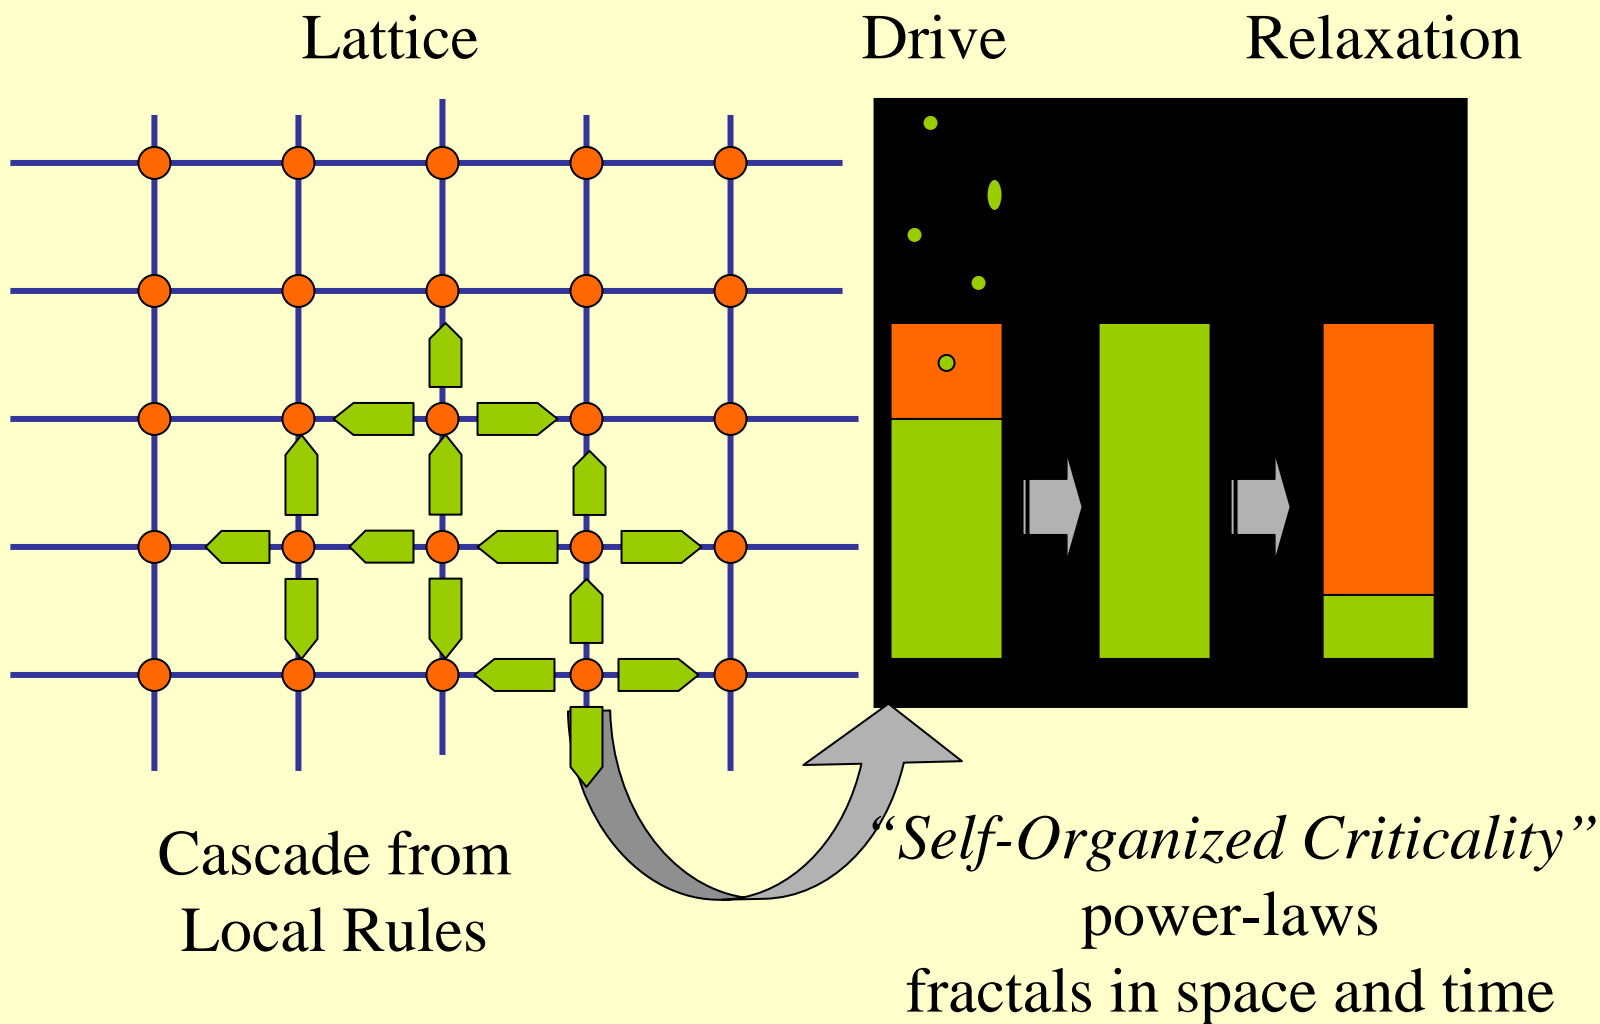 Lattice
Drive
Relaxation
Cascade from
Local Rules
“Self-Organized Criticality”
power-laws
fractals in space and time